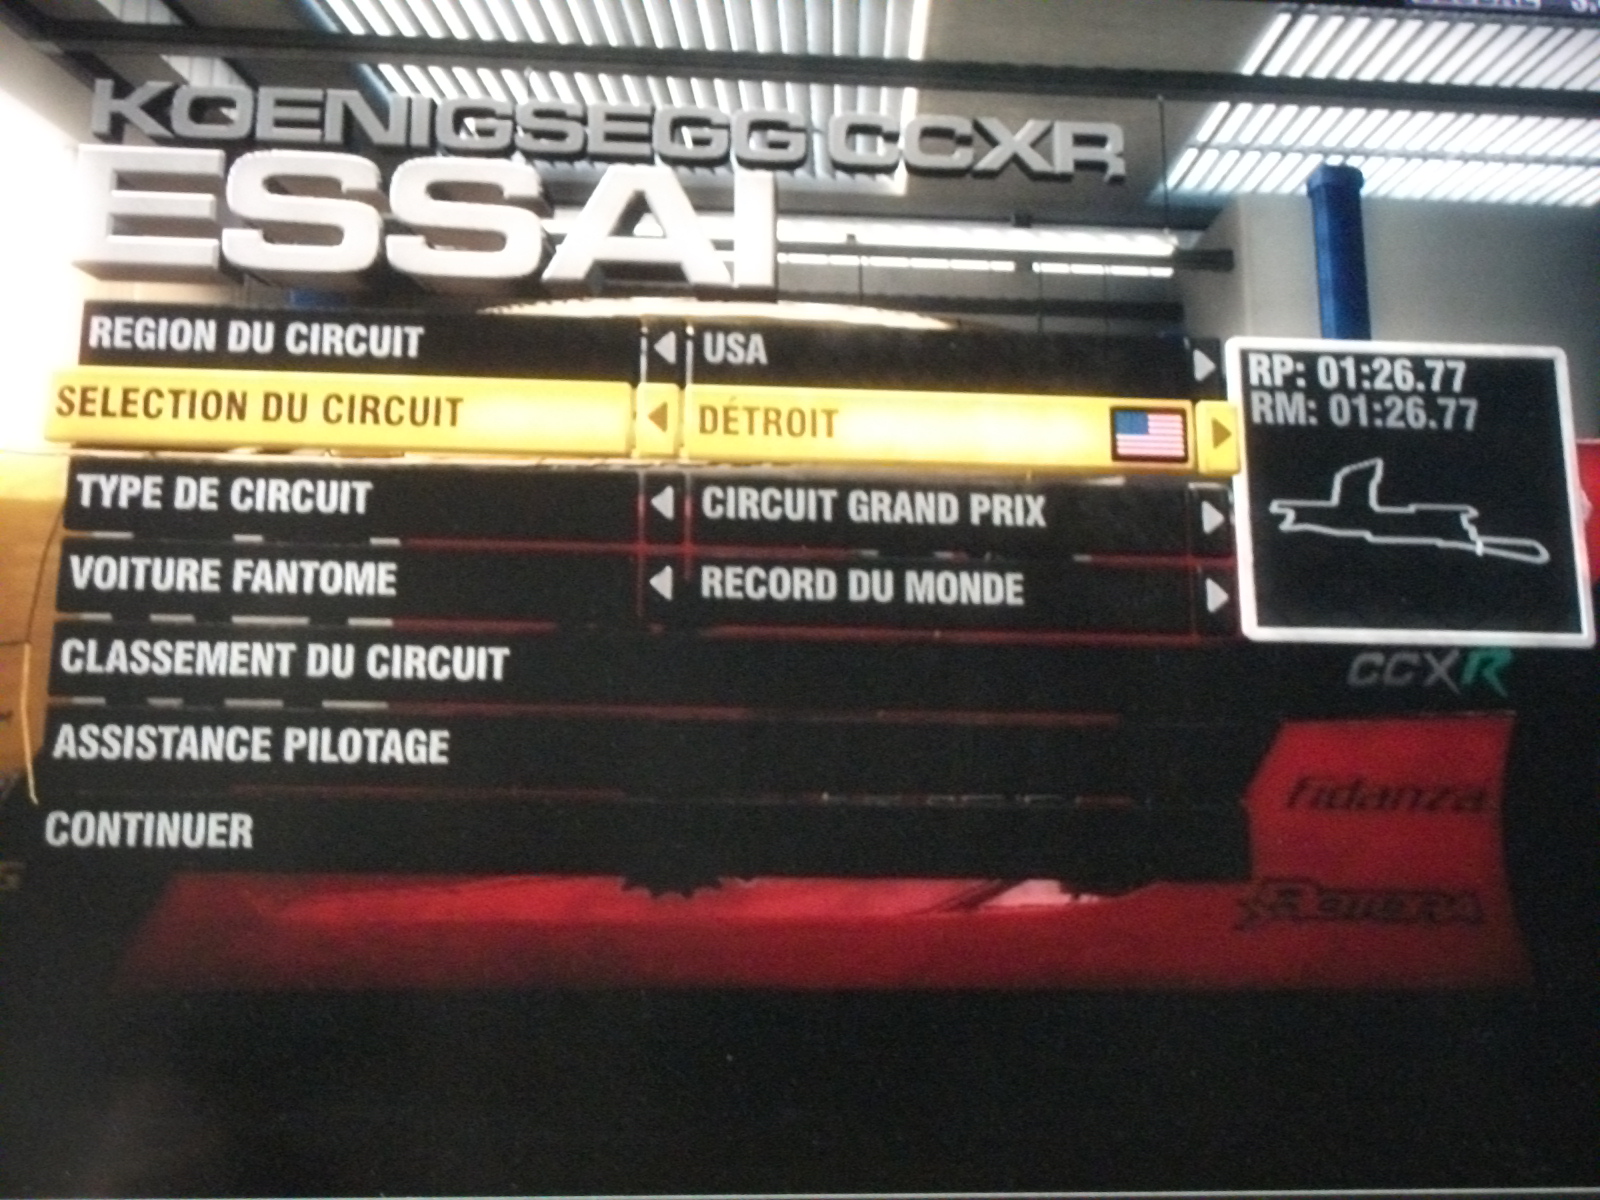 KOENIGSEGG CCXR
ESSAI
REGION DU CIRCUIT USA
SELECTION DU CIRCUIT DÉTROIT
TYPE DE CIRCUIT CIRCUIT GRAND PRIX
VOITURE FANTOME RECORD DU MONDE
CLASSEMENT DU CIRCUIT
ASSISTANCE PILOTAGE
CONTINUER
RP: 01:26.77
RM: 01:26.77
CCXR
Fidanza